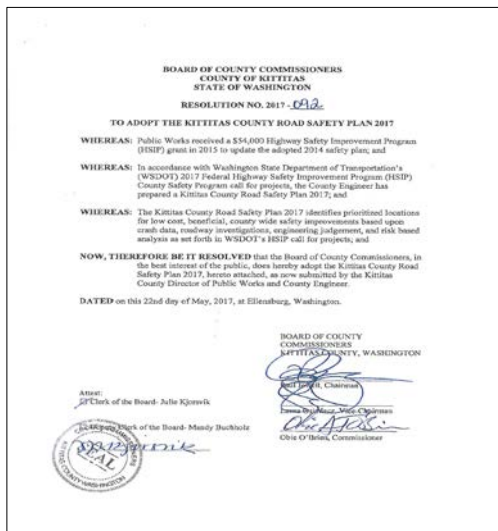 BOARD OF COUNTY COMMISSIONERS
COUNTY OF KITTITAS
STATE OF WASHINGTON
RESOLUTION NO. 2017 - 092
TO ADOPT THE KITTITAS COUNTY ROAD SAFETY PLAN 2017
WHEREAS: Public Works received a $54,000 Highway Safety Improvement Program
(HSIP) grant in 2015 to update the adopted 2014 safety plan; and
WHEREAS: In accordance with Washington State Department of Transportation's
(WSDOT) 2017 Federal Highway Safety Improvement Program (HSIP)
County Safety Program call for projects, the County Engineer has
prepared a Kittitas County Road Safety Plan 2017; and
WHEREAS: The Kittitas County Road Safety Plan 2017 identifies prioritized locations
for low cost, beneficial, county wide safety improvements based upon
crash data, roadway investigations, engineering judgement, and risk based
analysis as set forth in WSDOT's HSIP call for projects; and
NOW, THEREFORE BE IT RESOLVED that the Board of County Commissioners, in
the best interest of the public, does hereby adopt the Kittitas County Road
Safety Plan 2017, hereto attached, as now submitted by the Kittitas
County Director of Public Works and County Engineer.
DATED on this 22nd day of May, 2017, at Ellensburg, Washington.
BOARD OF COUNTY
COMMISSIONERS
KITTITAS COUNTY, WASHINGTON
Chairman
Attest:
Clerk of the Board- Julie Kjorsvik
Vice-Chairman
Clerk of the Board- Mandy Buchholz
Obie O'Brien, Commissioner
SEAL
KITTITAS COUNTY WASHINGTON